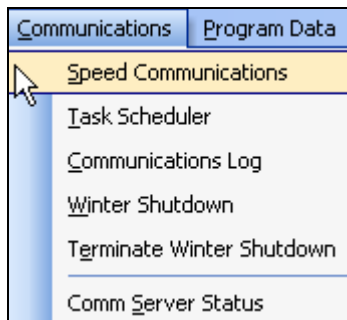 Communications Program Data
Speed Communications
Task Scheduler
Communications Log
Winter Shutdown
Terminate Winter Shutdown
Comm Server Status